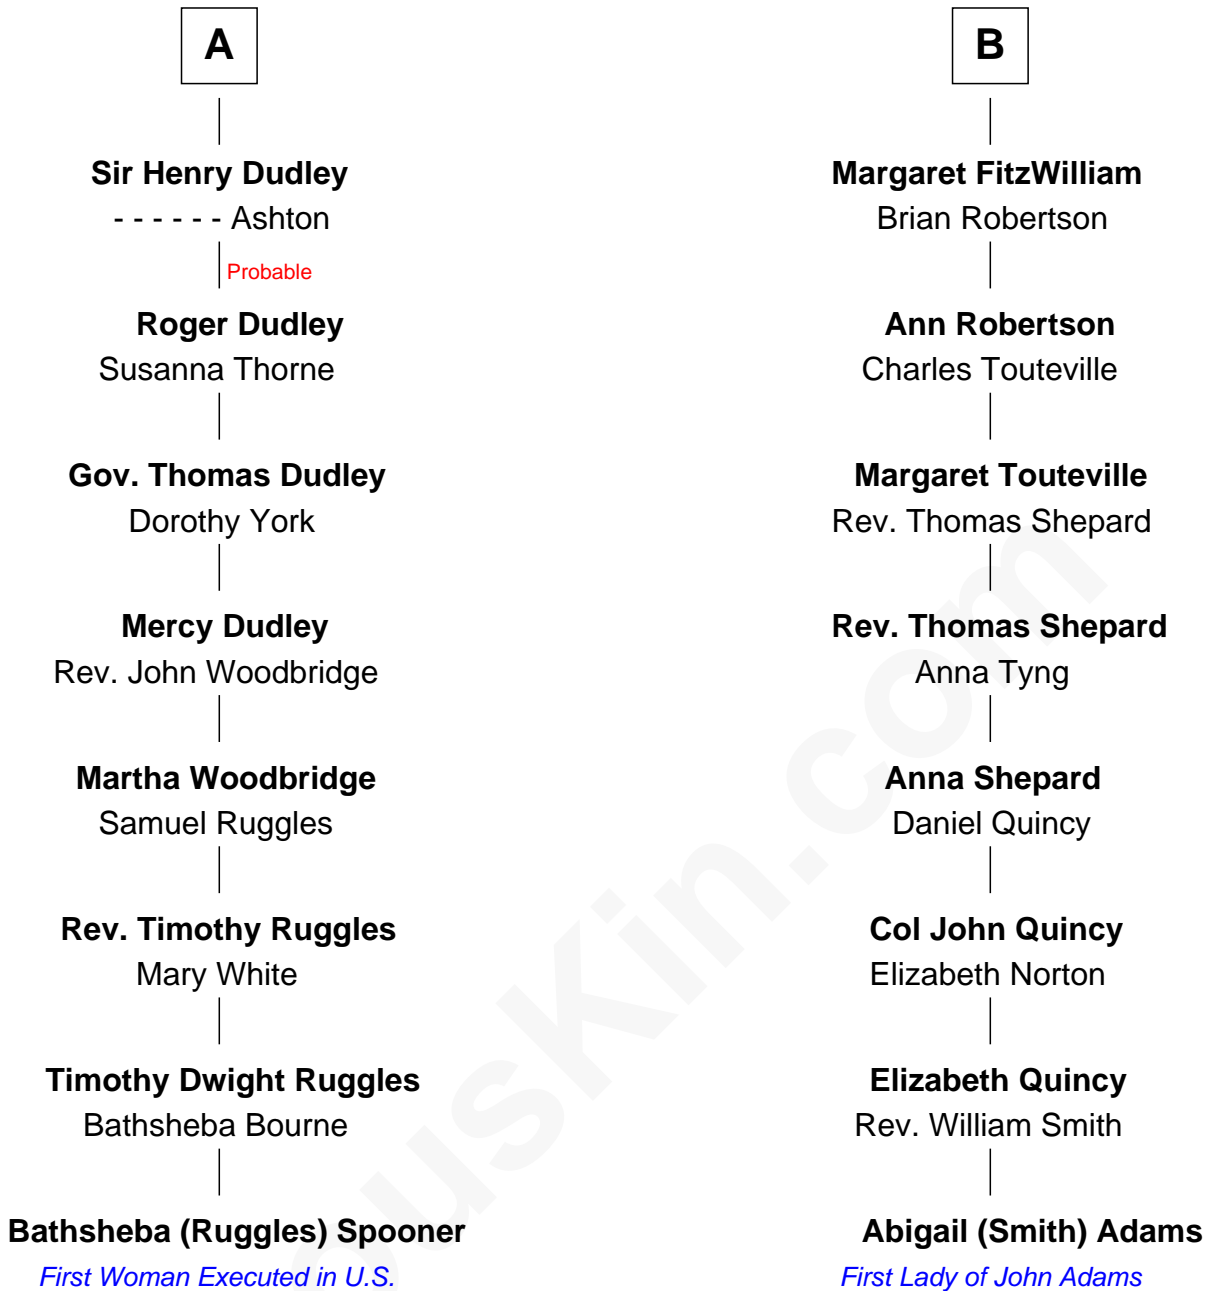 A
Sir Henry Dudley
- - - - - - Ashton
Probable
Roger Dudley
Susanna Thorne
Gov. Thomas Dudley
Dorothy York
Mercy Dudley
Rev. John Woodbridge
Martha Woodbridge
Samuel Ruggles
Rev. Timothy Ruggles
Mary White
Timothy Dwight Ruggles
Bathsheba Bourne
Bathsheba (Ruggles) Spooner
First Woman Executed in U.S.
B
Margaret FitzWilliam
Brian Robertson
Ann Robertson
Charles Touteville
Margaret Touteville
Rev. Thomas Shepard
Rev. Thomas Shepard
Anna Tyng
Anna Shepard
Daniel Quincy
Col John Quincy
Elizabeth Norton
Elizabeth Quincy
Rev. William Smith
Abigail (Smith) Adams
First Lady of John Adams
ousKin.com